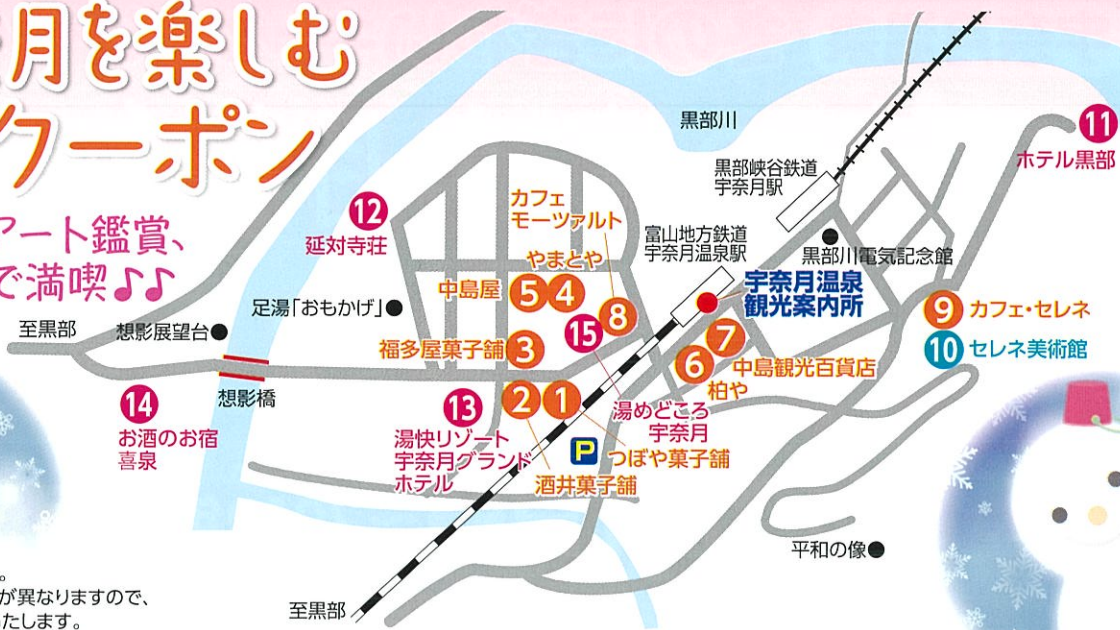 月を楽しむ
クーポン
アート鑑賞、
で満喫♪♪
黒部川
11
ホテル黒部
黒部峡谷鉄道
宇奈月駅
12
延対寺荘
カフェ
モーツァルト
富山地方鉄道
宇奈月温泉駅
黒部川電気記念館
やまとや
中島屋
5
4
宇奈月温泉
観光案内所
足湯「おもかげ」
8
15
9
カフェ・セレネ
至黒部
想影展望台
福多屋菓子舗
3
7
10
セレネ美術館
6
中島観光百貨店
柏や
想影橋
14
お酒のお宿
喜泉
13
湯快リゾート
宇奈月グランド
ホテル
2
1
湯めどころ
宇奈月
P
つぼや菓子舗
酒井菓子舗
平和の像
至黒部
。
が異なりますので、
たします。